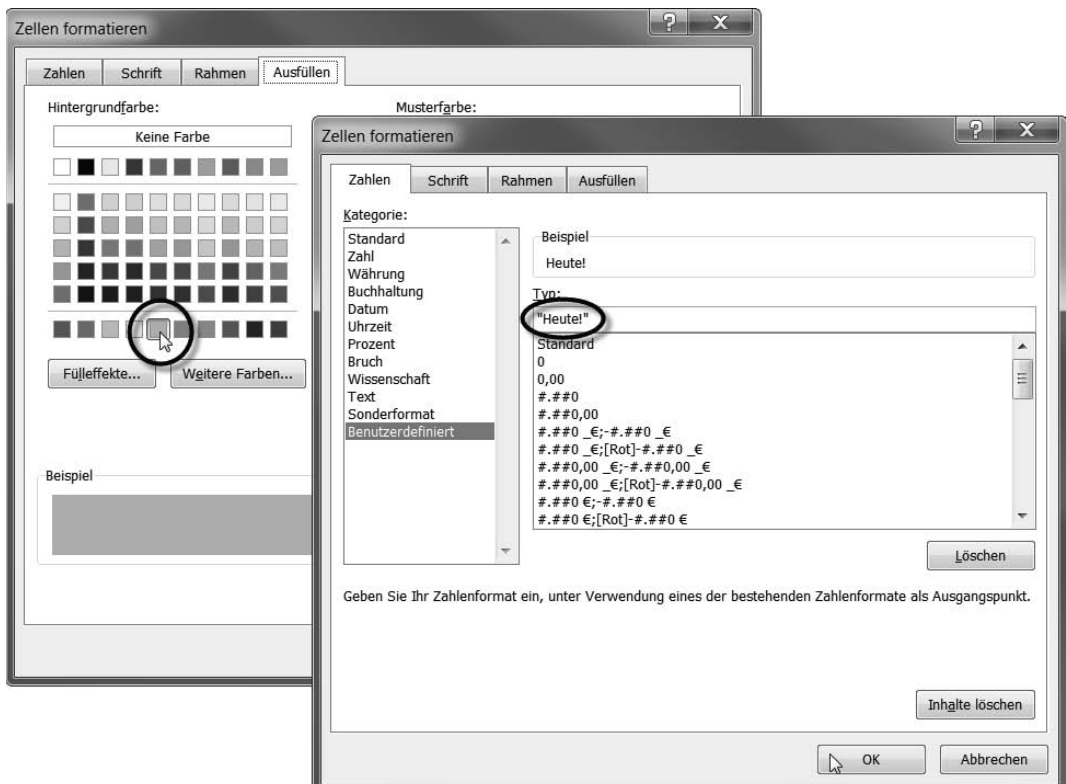 Zellen formatieren
Zahlen Schrift Rahmen Ausfüllen
Hintergrundfarbe: Musterfarbe:
Keine Farbe
Fülleffekte... Weitere Farben...
Beispiel
Zellen formatieren
Zahlen Schrift Rahmen Ausfüllen
Kategorie:
Standard
Zahl
Währung
Buchhaltung
Datum
Uhrzeit
Prozent
Bruch
Wissenschaft
Text
Sonderformat
Benutzerdefiniert
Beispiel
Heute!
Typ:
"Heute!"
Standard
0
0,00
#.##0
#.##0,00
#.##0 _€;-#.##0 _€
#.##0 _€;[Rot]-#.##0 _€
#.##0,00 _€;-#.##0,00 _€
#.##0,00 _€;[Rot]-#.##0,00 _€
#.##0 €;-#.##0 €
#.##0 €;[Rot]-#.##0 €
Löschen
Geben Sie Ihr Zahlenformat ein, unter Verwendung eines der bestehenden Zahlenformate als Ausgangspunkt.
Inhalte löschen
OK Abbrechen